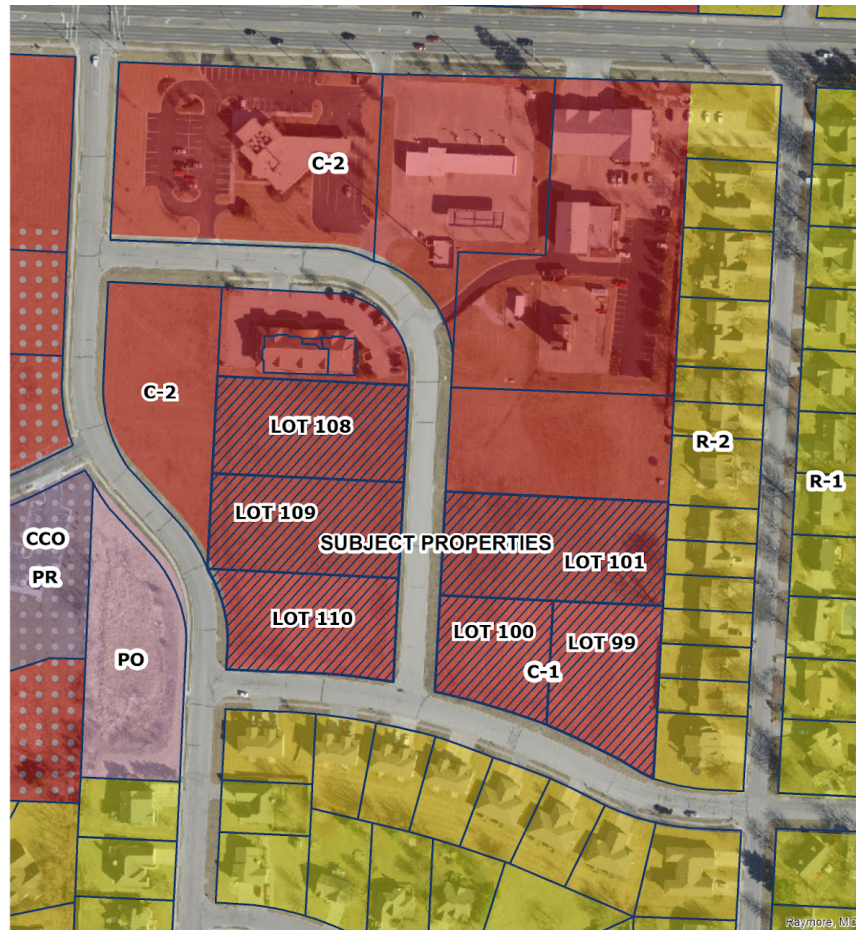 C-2
C-2
LOT 108
R-2
R-1
LOT 109
CCO
SUBJECT PROPERTIES
LOT 101
PR
LOT 110
LOT 100
LOT 99
PO
C-1
Raymore, MO